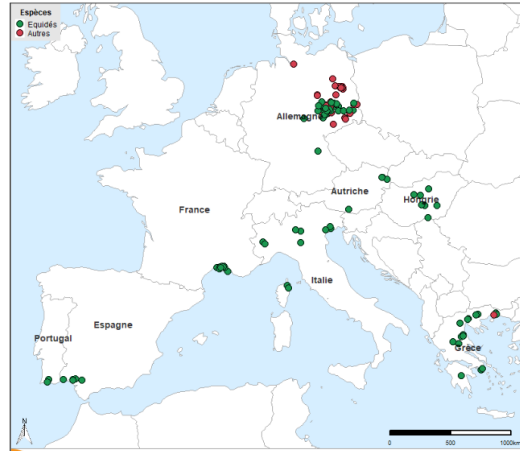 Espèces
Equidés
Autres
Allemagne
Autriche
Hongrie
France
Italie
Espagne
Portugal
Grèce
N
0 500 1000km